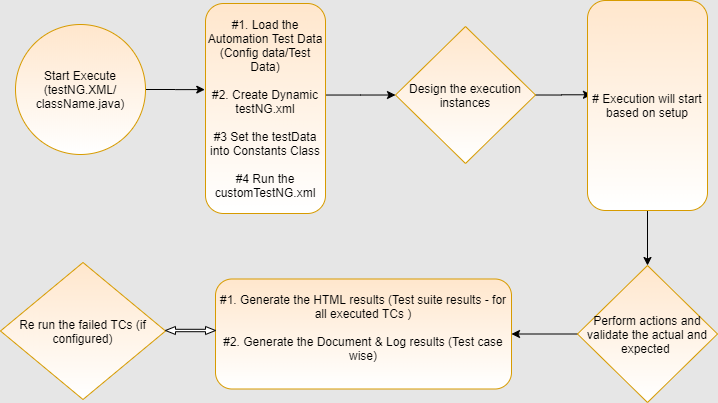 Start Execute
(testNG.XML/
className.java)
#1. Load the
Automation Test Data
(Config data/Test
Data)
#2. Create Dynamic
testNG.xml
#3 Set the testData
into Constants Class
#4 Run the
customTestNG.xml
Design the execution
instances
# Execution will start
based on setup
Perform actions and
validate the actual and
expected
#1. Generate the HTML results (Test suite results - for
all executed TCs )
#2. Generate the Document & Log results (Test case
wise)
Re run the failed TCs (if
configured)